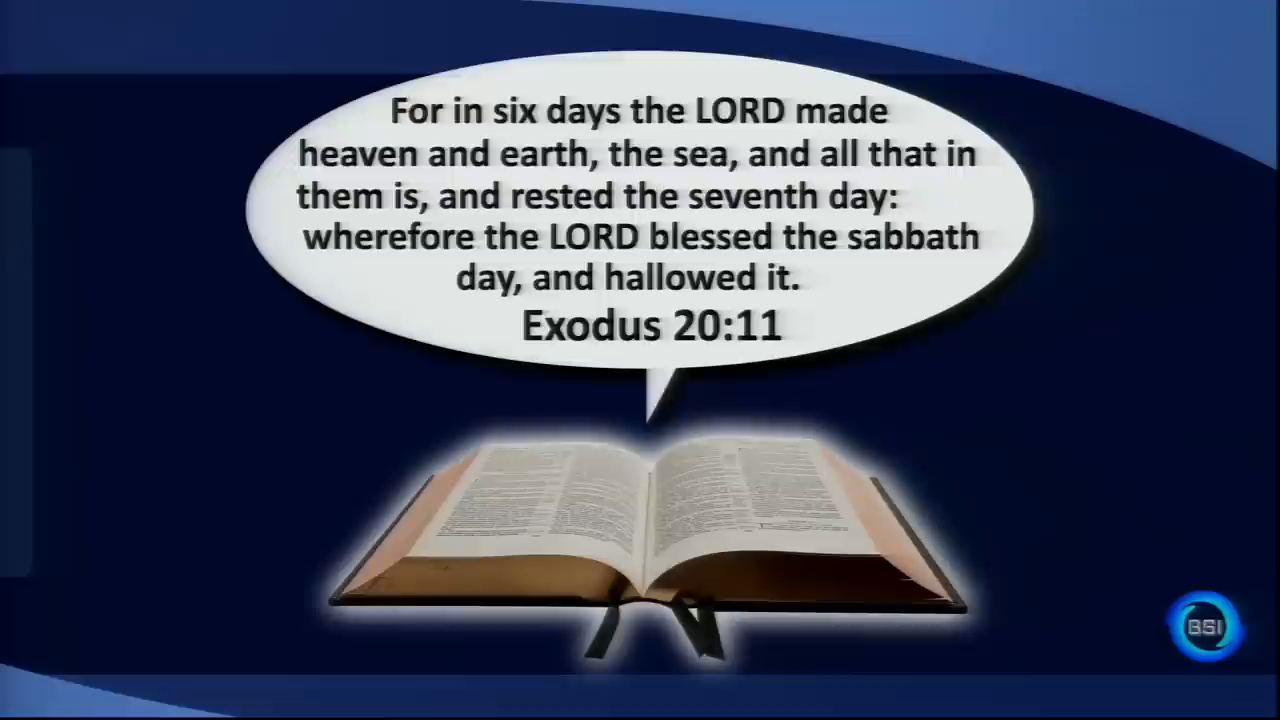 For in six days the LORD made
heaven and earth, the sea, and all that in
them is, and rested the seventh day:
wherefore the LORD blessed the sabbath
day, and hallowed it.
Exodus 20:11
BSI